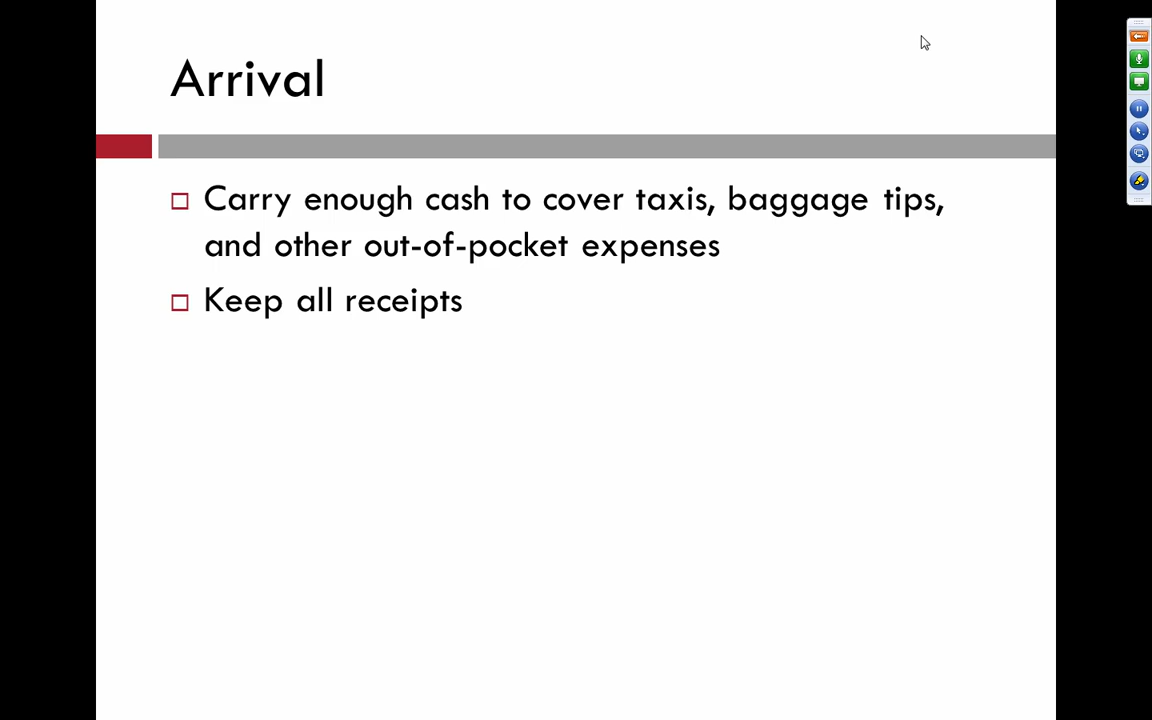 Arrival
Carry enough cash to cover taxis, baggage tips,
and other out-of-pocket expenses
Keep all receipts